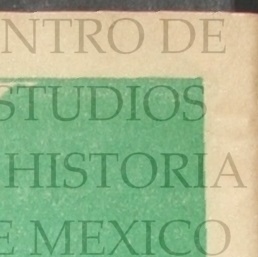 NTRO DE
STUDIOS
HISTORIA
E MEXICO